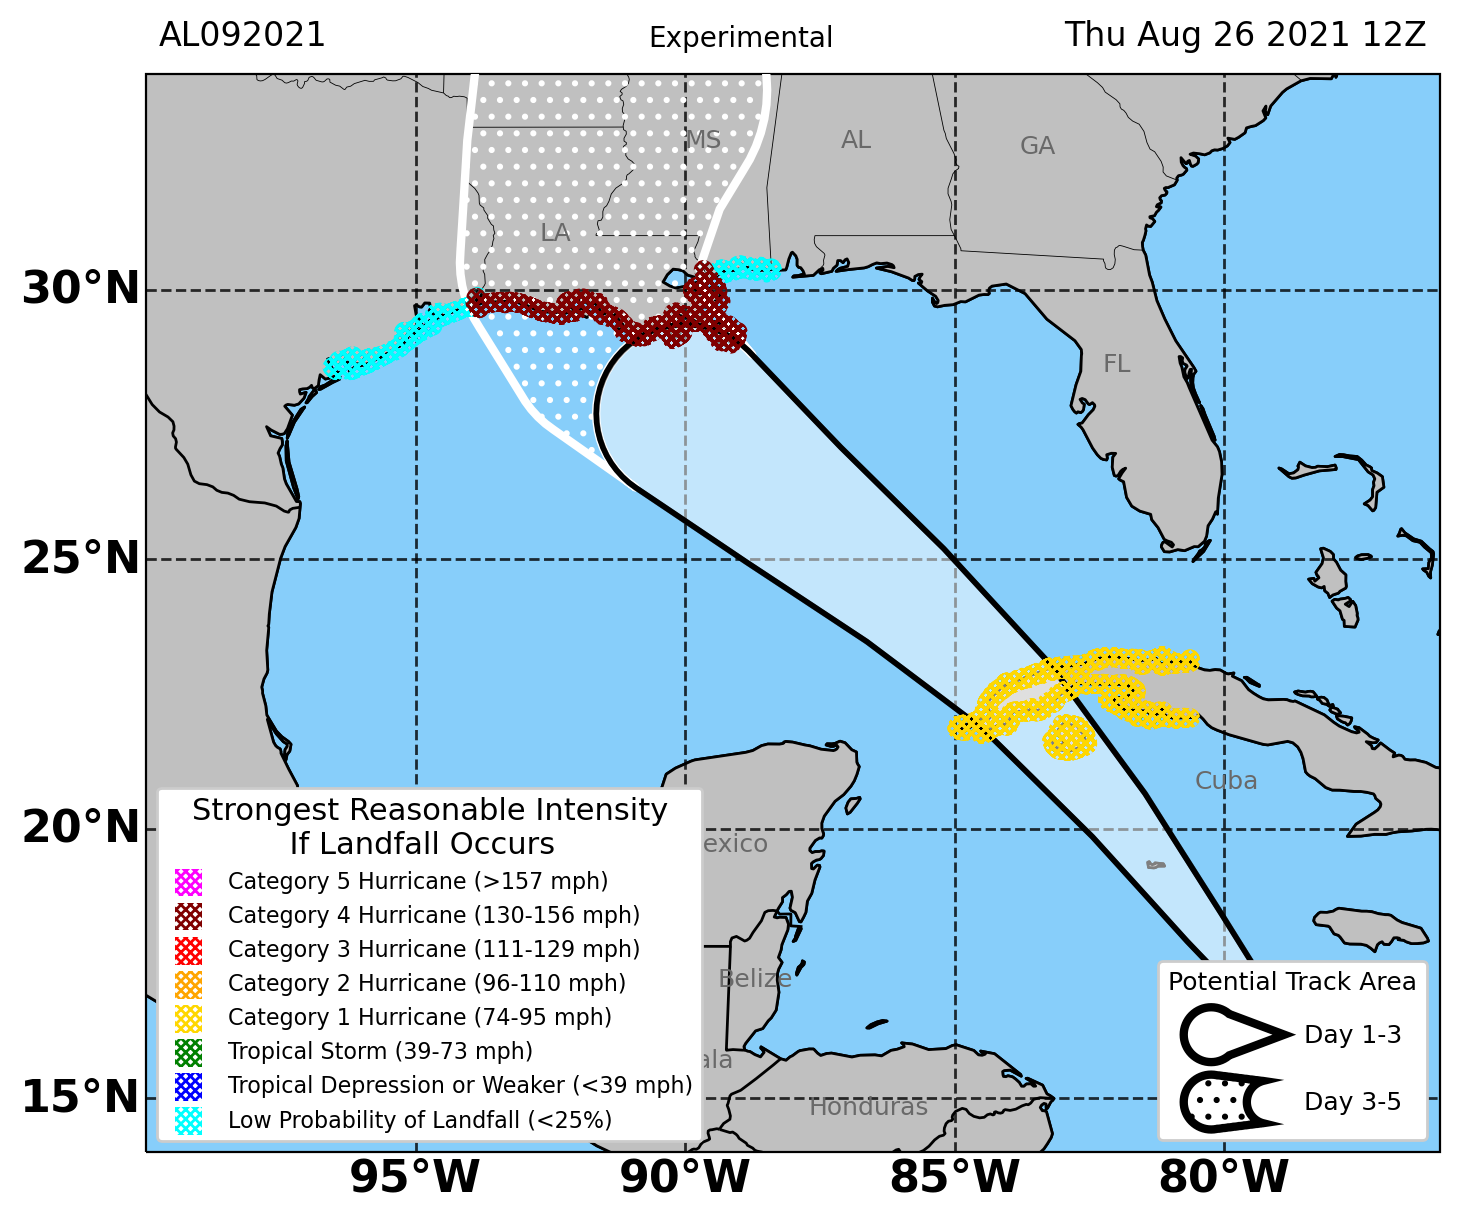 AL092021
Experimental
Thu Aug 26 2021 12Z
MS
AL
GA
LA
30°N
FL
25°N
Cuba
20°N
exico
Belize
ala
Honduras
15°N
Strongest Reasonable Intensity
If Landfall Occurs
Category 5 Hurricane (>157 mph)
Category 4 Hurricane (130-156 mph)
Category 3 Hurricane (111-129 mph)
Category 2 Hurricane (96-110 mph)
Category 1 Hurricane (74-95 mph)
Tropical Storm (39-73 mph)
Tropical Depression or Weaker (<39 mph)
Low Probability of Landfall (<25%)
Potential Track Area
Day 1-3
Day 3-5
95°W
90°W
85°W
80°W